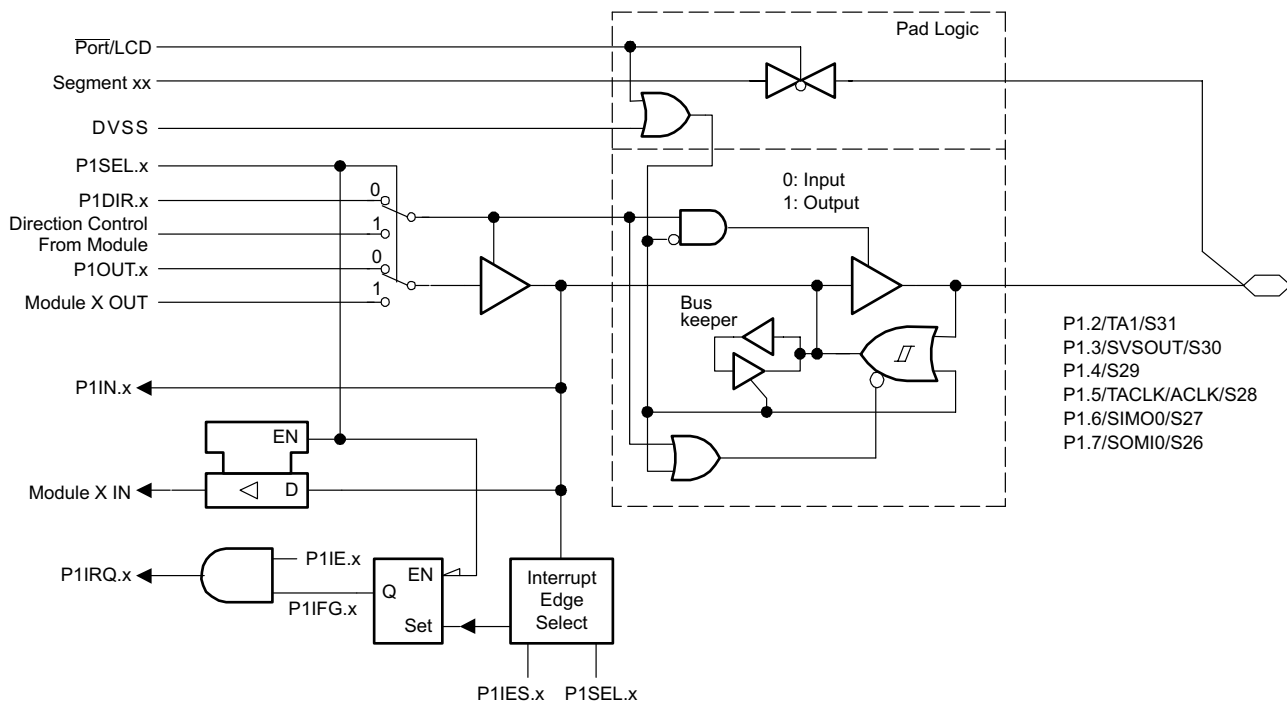 Pad Logic
Port/LCD
Segment xx
DVSS
P1SEL.x
P1DIR.x
0
Direction Control
From Module
1
P1OUT.x
0
Module X OUT
1
0: Input
1: Output
Bus
keeper
P1.2/TA1/S31
P1.3/SVSOUT/S30
P1.4/S29
P1.5/TACLK/ACLK/S28
P1.6/SIMO0/S27
P1.7/SOMI0/S26
P1IN.x
EN
Module X IN
D
P1IRQ.x
P1IE.x
P1IFG.x
Q
EN
Set
Interrupt
Edge
Select
P1IES.x
P1SEL.x